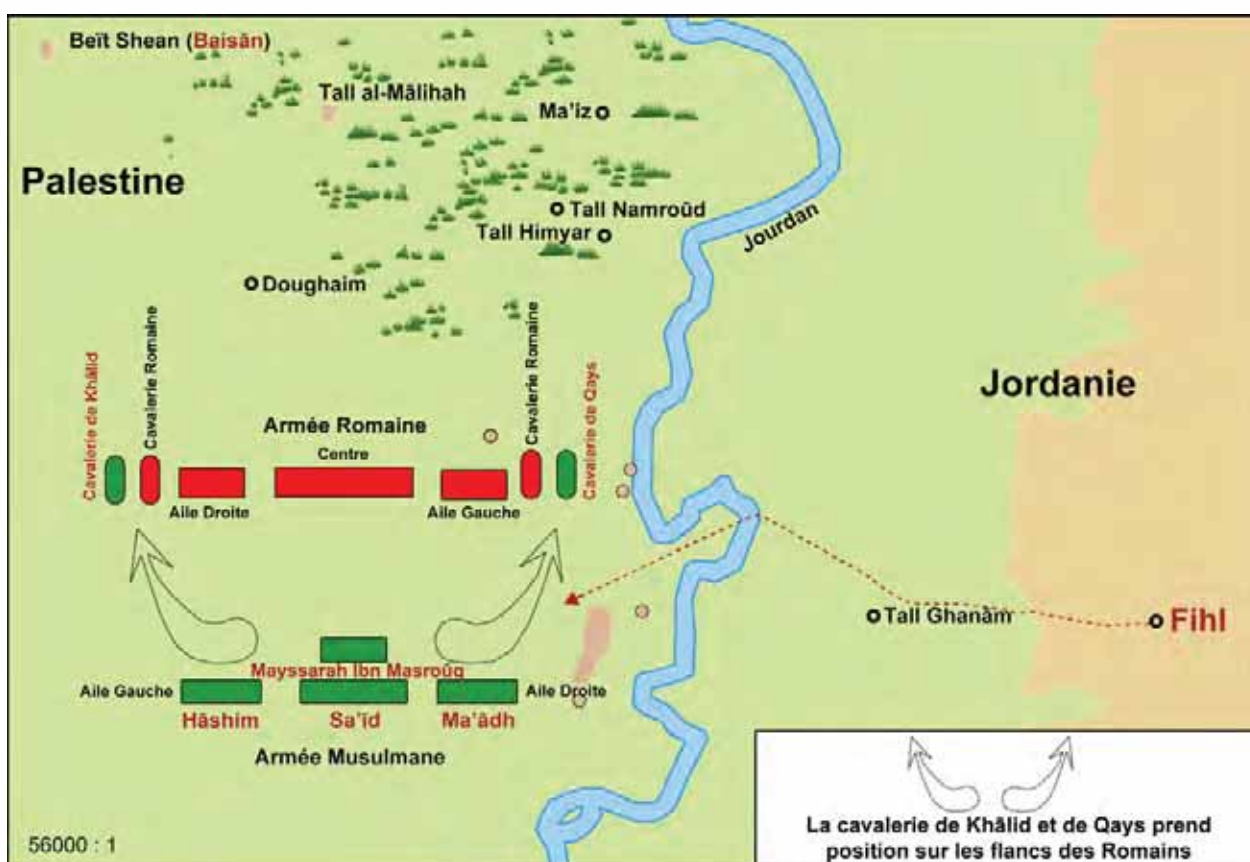 Beït Shean (Baisān)
Tall al-Mālihah
Ma'iz
Palestine
Tall Namroūd
Tall Himyar
Jourdan
Doughaim
Jordanie
Cavalerie de Khālid
Cavalerie Romaine
Armée Romaine
Centre
Cavalerie Romaine
Cavalerie de Qays
Aile Droite
Aile Gauche
Tall Ghanām
Fihl
Mayssarah Ibn Masroūq
Aile Gauche
Aile Droite
Hāshim
Sa'īd
Ma'ādh
Armée Musulmane
56000 : 1
La cavalerie de Khālid et de Qays prend
position sur les flancs des Romains